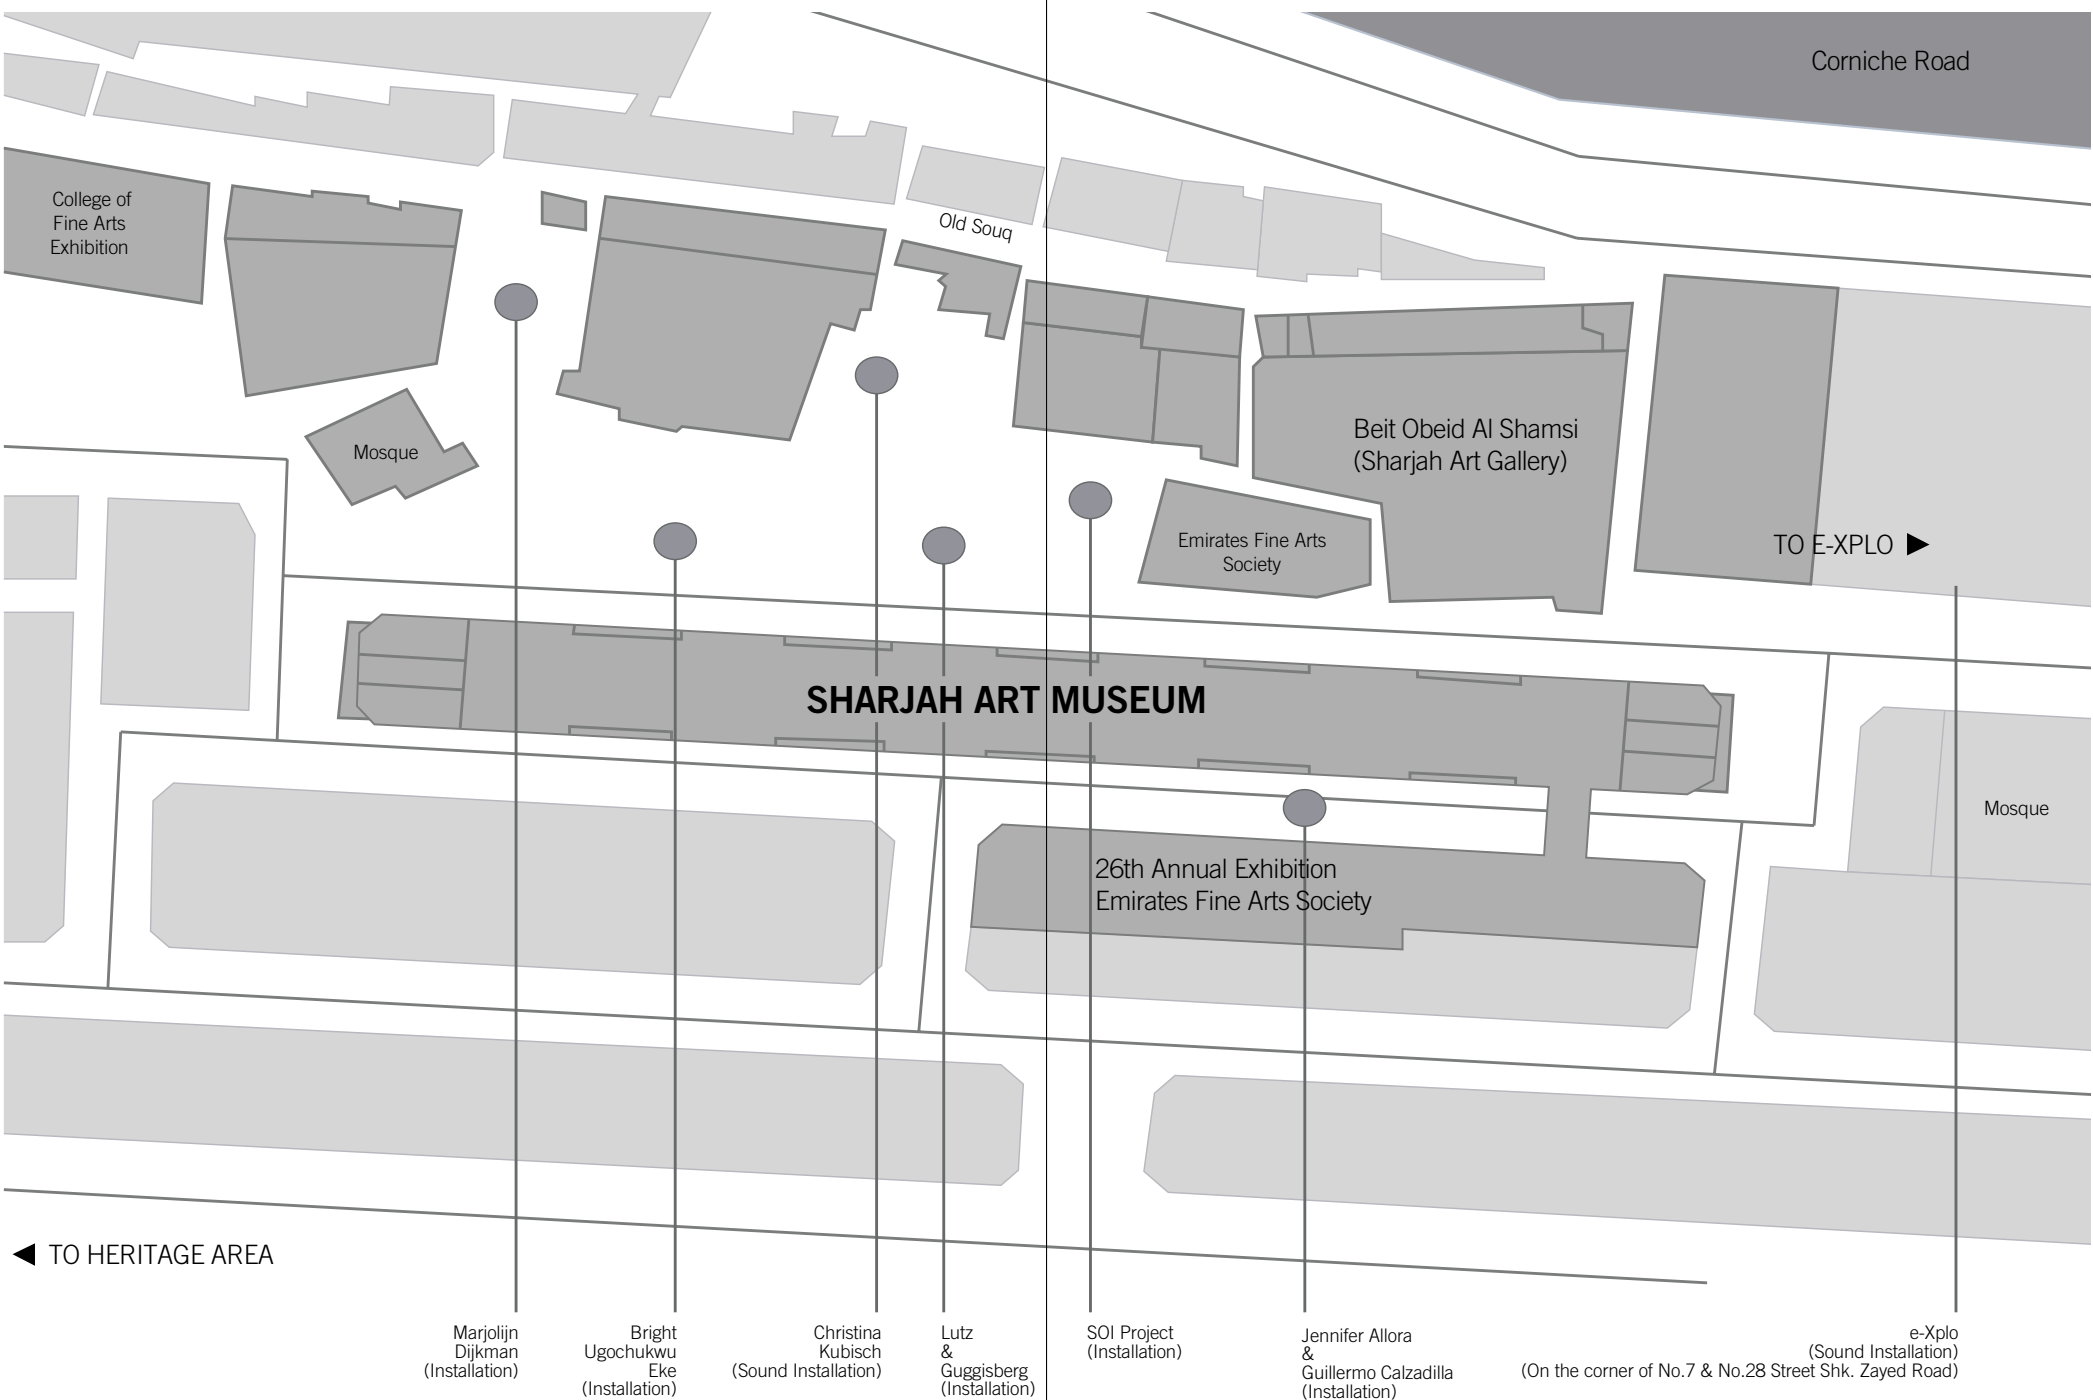 Corniche Road
College of
Fine Arts
Exhibition
Old Souq
Mosque
Beit Obeid Al Shamsi
(Sharjah Art Gallery)
Emirates Fine Arts
Society
TO E-XPLO
SHARJAH ART MUSEUM
Mosque
26th Annual Exhibition
Emirates Fine Arts Society
TO HERITAGE AREA
Marjolijn
Dijkman
(Installation)
Bright
Ugochukwu
Eke
(Installation)
Christina
Kubisch
(Sound Installation)
Lutz
&
Guggisberg
(Installation)
SOI Project
(Installation)
Jennifer Allora
&
Guillermo Calzadilla
(Installation)
e-Xplo
(Sound Installation)
(On the corner of No.7 & No.28 Street Shk. Zayed Road)